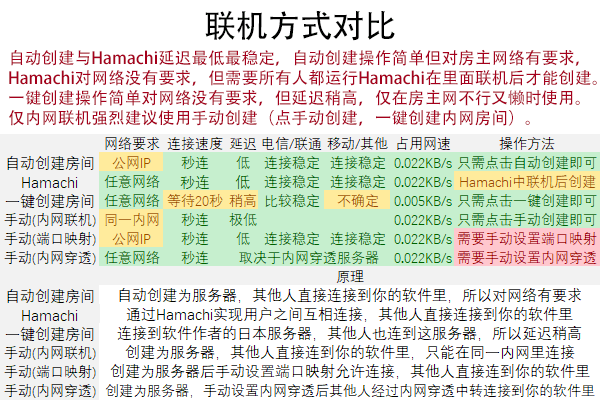 联机方式对比
自动创建与Hamachi延迟最低最稳定，自动创建操作简单但对房主网络有要求，
Hamachi对网络没有要求，但需要所有人都运行Hamachi在里面联机后才能创建。
一键创建操作简单对网络没有要求，但延迟稍高，仅在房主网不行又懒时使用。
仅内网联机强烈建议使用手动创建（点手动创建，一键创建内网房间）。
网络要求 连接速度 延迟 电信/联通 移动/其他 占用网速 操作方法
自动创建房间 公网IP 秒连 低 连接稳定 连接稳定 0.022KB/s 只需点击自动创建即可
Hamachi 任意网络 秒连 低 连接稳定 连接稳定 0.022KB/s Hamachi中联机后创建
一键创建房间 任意网络 等待20秒 稍高 比较稳定 不确定 0.005KB/s 只需点击一键创建即可
手动(内网联机) 同一内网 秒连 极低 0.022KB/s 只需点击手动创建即可
手动(端口映射) 公网IP 秒连 低 连接稳定 连接稳定 0.022KB/s 需要手动设置端口映射
手动(内网穿透) 任意网络 秒连 取决于内网穿透服务器 0.022KB/s 需要手动设置内网穿透
原理
自动创建房间 自动创建为服务器，其他人直接连接到你的软件里，所以对网络有要求
Hamachi 通过Hamachi实现用户之间互相连接，其他人直接连接到你的软件里
一键创建房间 连接到软件作者的日本服务器，其他人也连到这服务器，所以延迟稍高
手动(内网联机) 创建为服务器，其他人直接连到你的软件里，只能在同一内网里连接
手动(端口映射) 创建为服务器后手动设置端口映射允许连接，其他人直接连到你的软件里
手动(内网穿透) 创建为服务器，手动设置内网穿透后其他人经过内网穿透中转连接到你的软件里